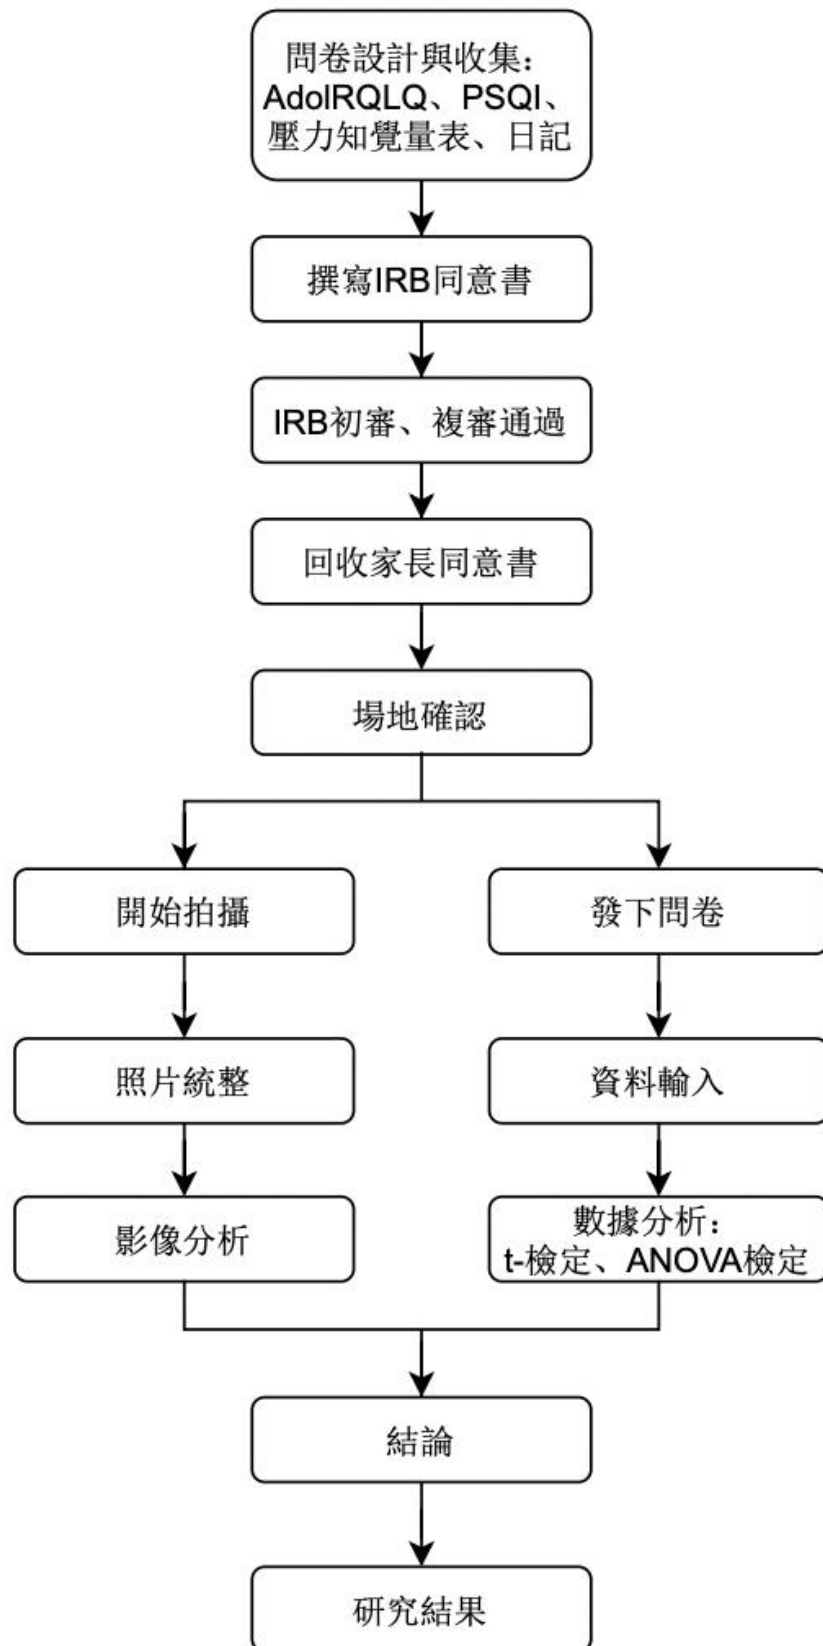 問卷設計與收集：
AdolRQLQ、PSQI、
壓力知覺量表、日記
撰寫IRB同意書
IRB初審、複審通過
回收家長同意書
場地確認
開始拍攝
發下問卷
照片統整
資料輸入
影像分析
數據分析：
t-檢定、ANOVA檢定
結論
研究結果